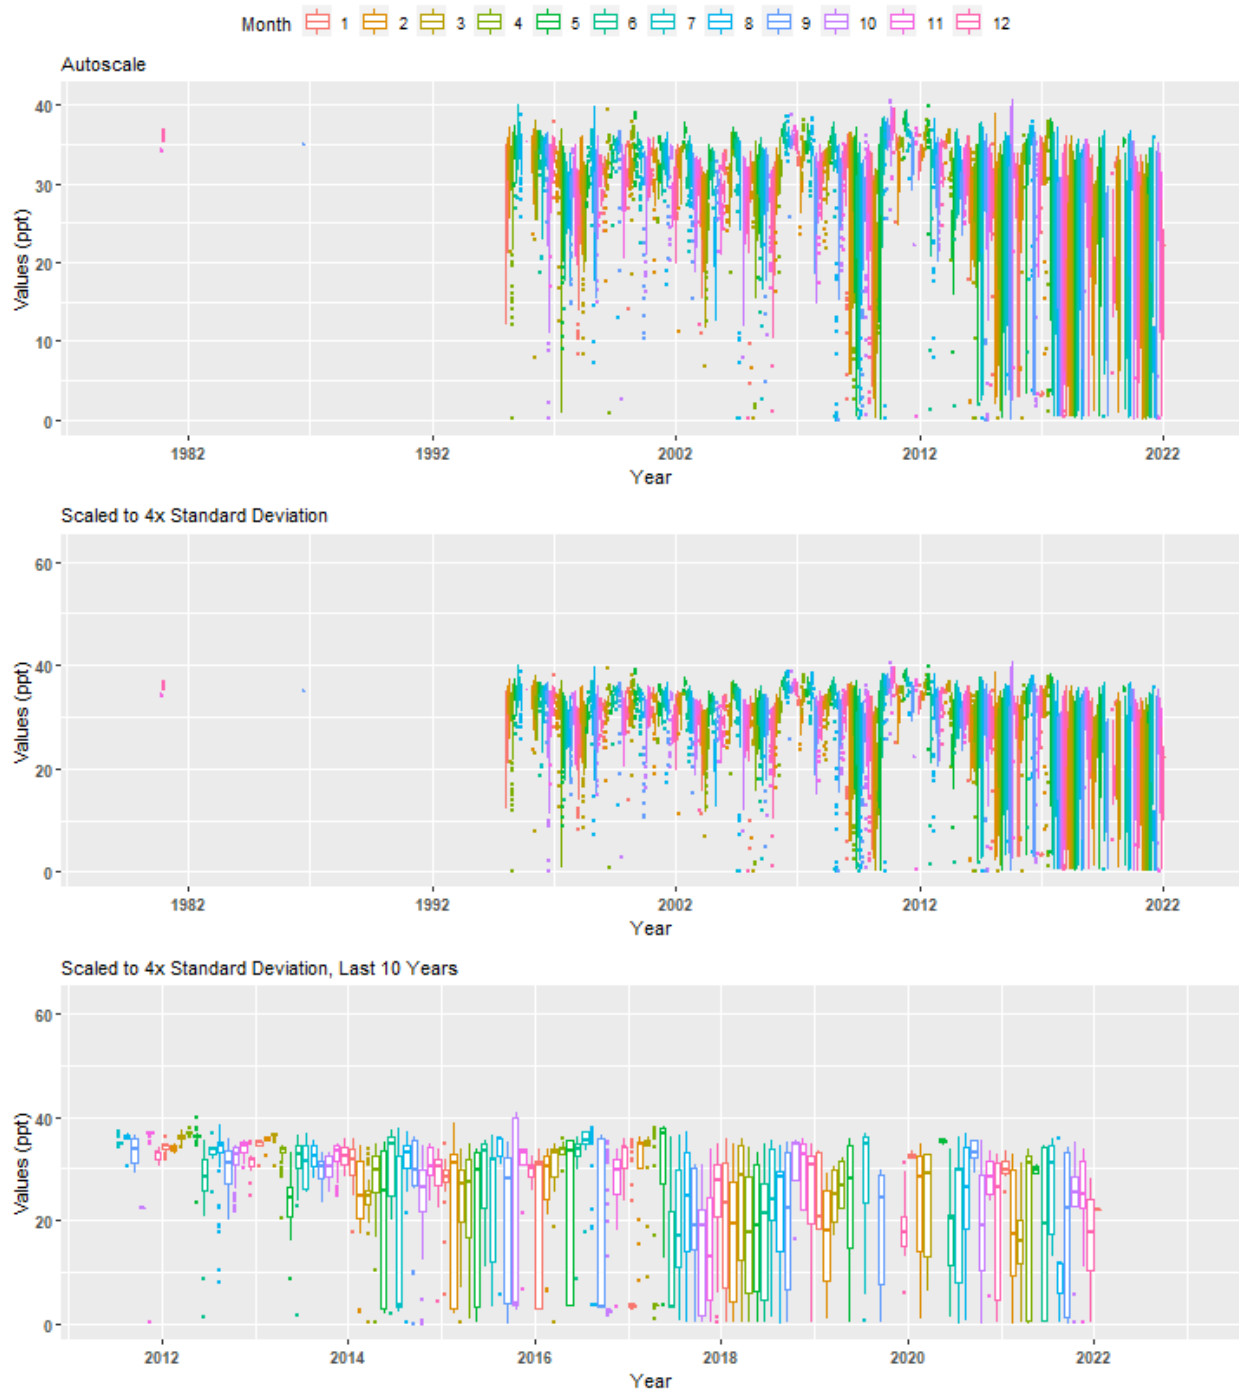 Month 1 2 3 4 5 6 7 8 9 10 11 12
Autoscale
Values (ppt)
40
30
20
10
0
1982 1992 2002 2012 2022
Year
Scaled to 4x Standard Deviation
Values (ppt)
60
40
20
0
1982 1992 2002 2012 2022
Year
Scaled to 4x Standard Deviation, Last 10 Years
Values (ppt)
60
40
20
0
2012 2014 2016 2018 2020 2022
Year